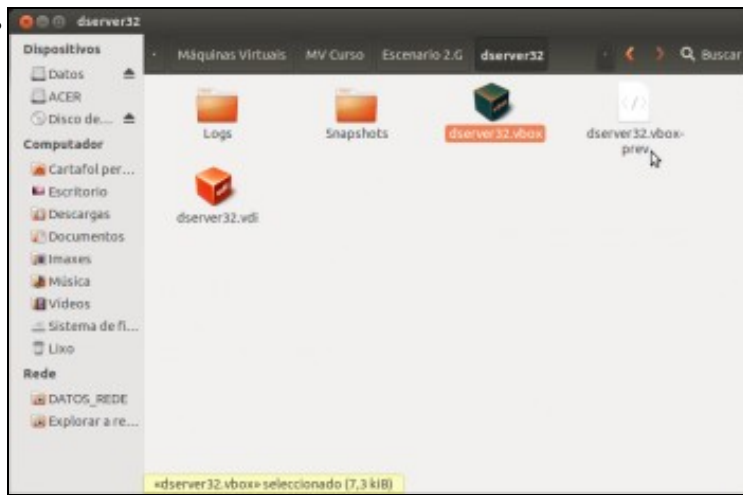 dserver32
Dispositivos
Máquinas Virtuais MV Curso Escenario 2.G dserver32 Buscar
Datos
ACER
Disco de...
Computador
Cartafol per...
Escritorio
Descargas
Documentos
Imaxes
Música
Vídeos
Sistema de fi...
Lixo
Rede
DATOS_REDE
Explorar a re...
Logs
Snapshots
dserver32.vbox
dserver32.vbox-
prev
dserver32.vdi
«dserver32.vbox» seleccionado (7,3 kiB)